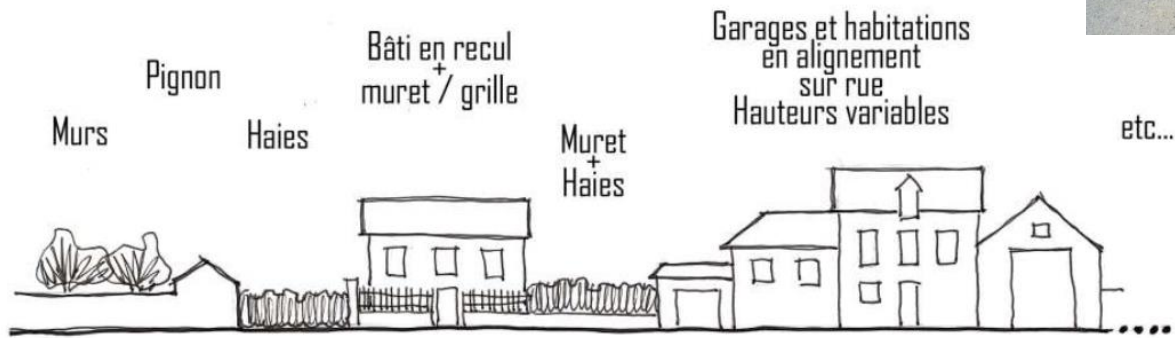 Murs
Pignon
Haies
Bâti en recul
+
muret / grille
Muret
+
Haies
Garages et habitations
en alignement
sur rue
Hauteurs variables
etc...